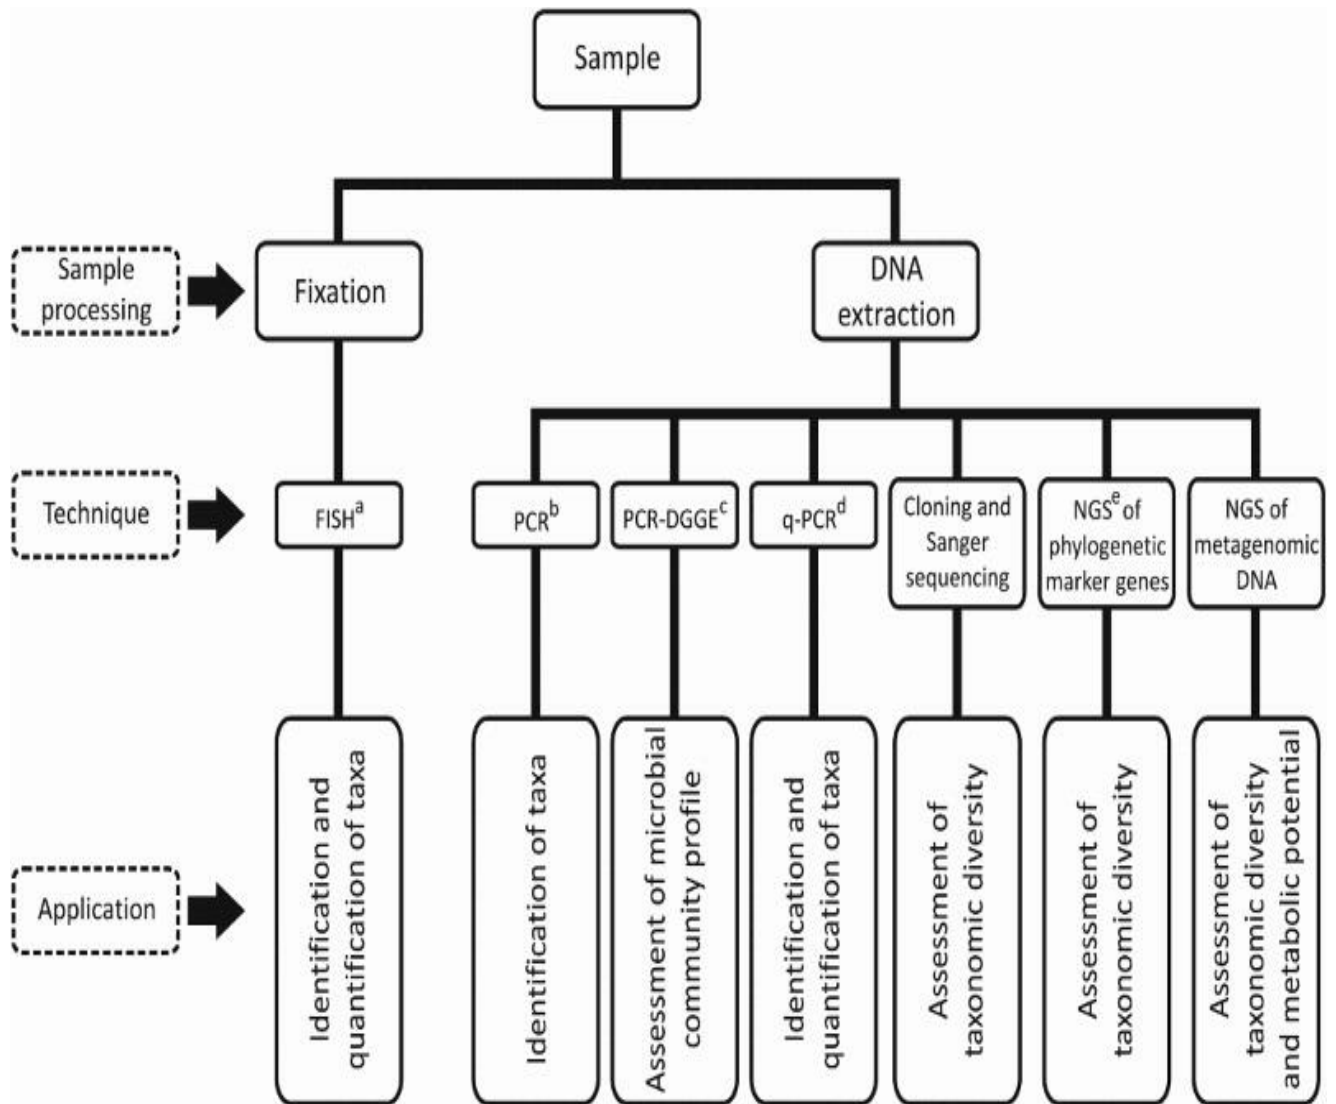 Sample
Sample
processing
Fixation
DNA
extraction
Technique
FISHa
PCRb
PCR-DGGEc
q-PCRd
Cloning and
Sanger
sequencing
NGSe of
phylogenetic
marker genes
NGS of
metagenomic
DNA
Application
Identification and
quantification of taxa
Identification of taxa
Assessment of microbial
community profile
Identification and
quantification of taxa
Assessment of
taxonomic diversity
Assessment of
taxonomic diversity
Assessment of
taxonomic diversity
and metabolic potential